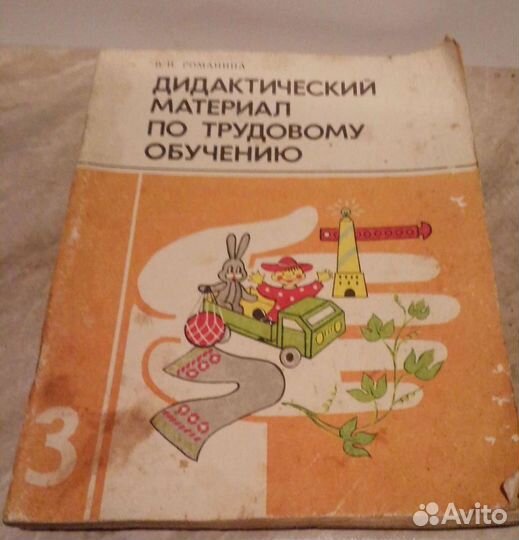 В. И. РОМАНИНА
ДИДАКТИЧЕСКИЙ
МАТЕРИАЛ
ПО ТРУДОВОМУ
ОБУЧЕНИЮ
3
Avito